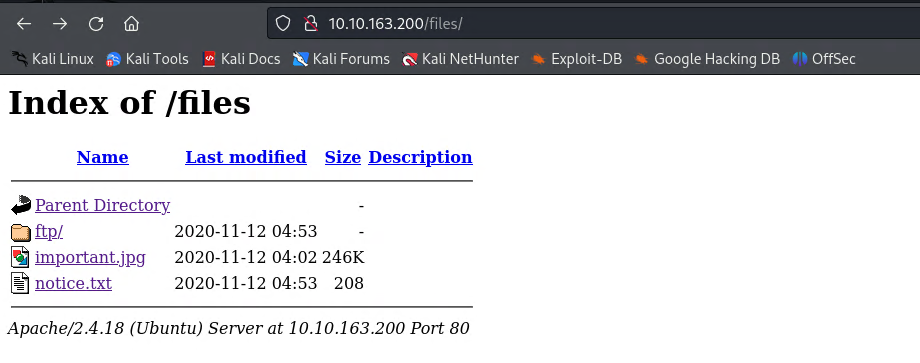 10.10.163.200/files/
Kali Linux Kali Tools Kali Docs Kali Forums Kali NetHunter Exploit-DB Google Hacking DB OffSec
Index of /files
Name Last modified Size Description
Parent Directory -
ftp/ 2020-11-12 04:53 -
important.jpg 2020-11-12 04:02 246K
notice.txt 2020-11-12 04:53 208
Apache/2.4.18 (Ubuntu) Server at 10.10.163.200 Port 80